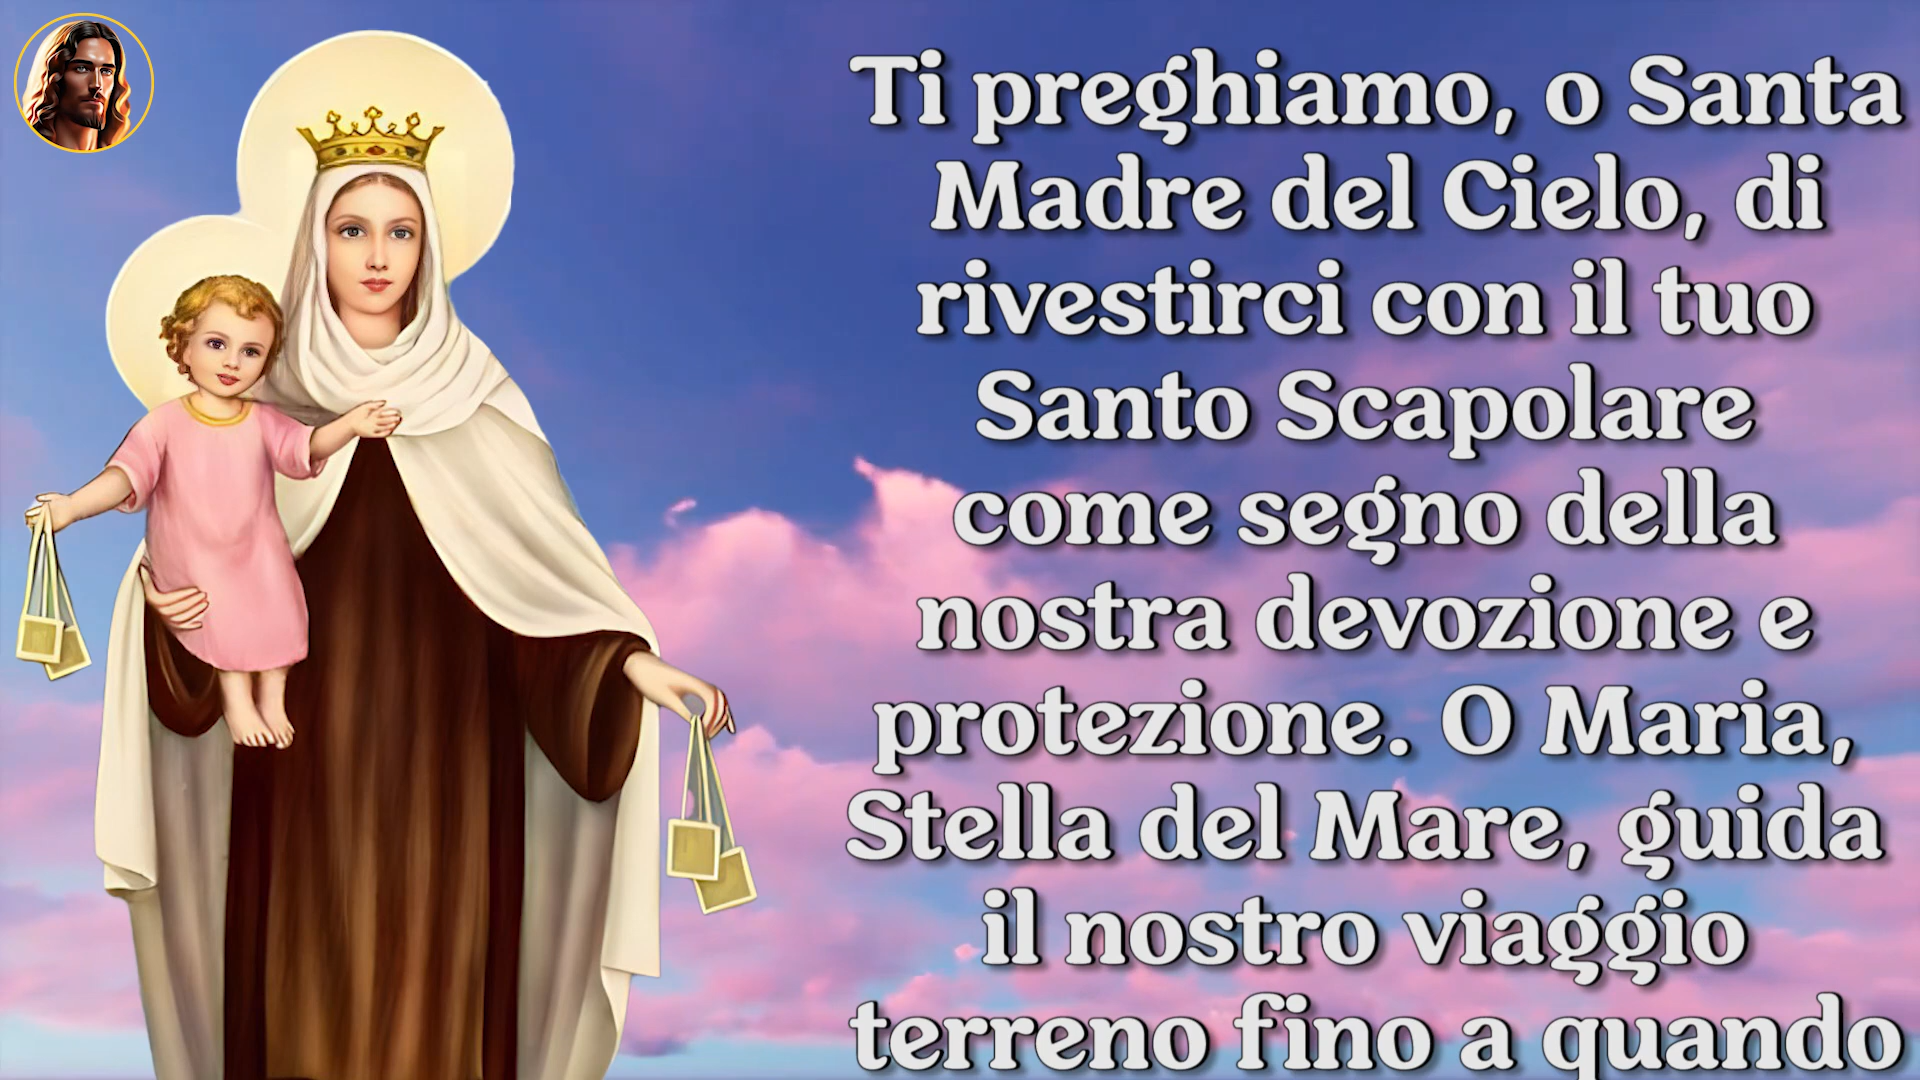 Ti preghiamo, o Santa
Madre del Cielo, di
rivestirci con il tuo
Santo Scapolare
come segno della
nostra devozione e
protezione. O Maria,
Stella del Mare, guida
il nostro viaggio
terreno fino a quando